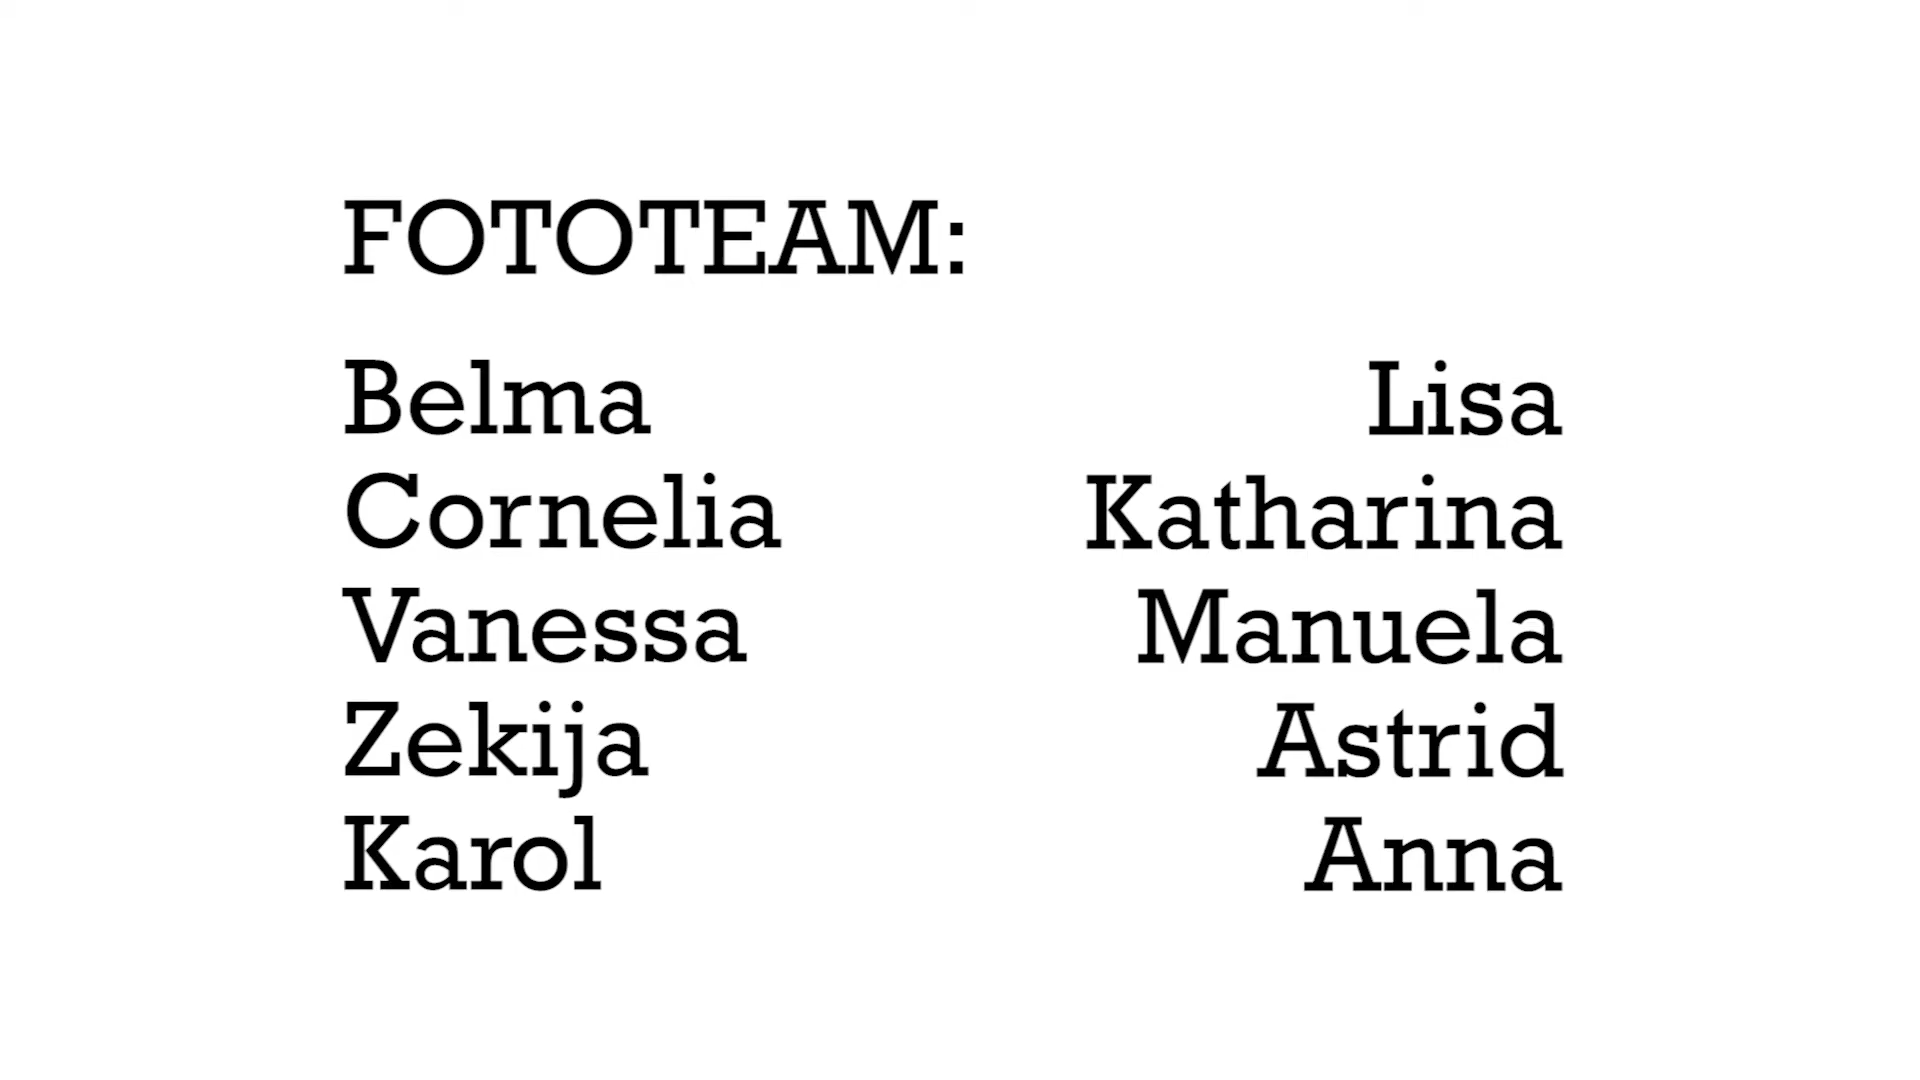 FOTOTEAM:
Belma
Cornelia
Vanessa
Zekija
Karol
Lisa
Katharina
Manuela
Astrid
Anna